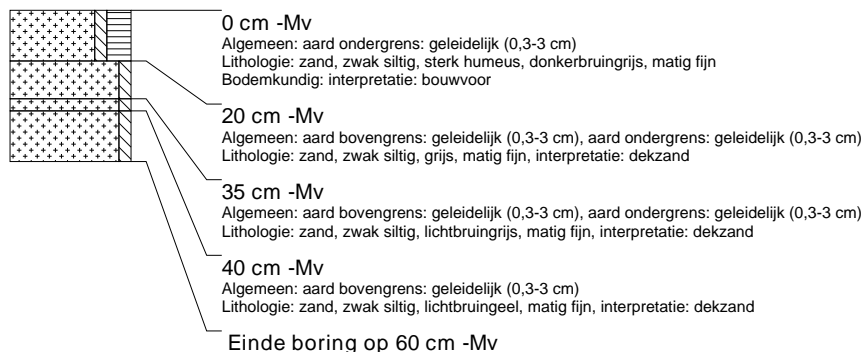 0 cm -Mv
Algemeen: aard ondergrens: geleidelijk (0,3-3 cm)
Lithologie: zand, zwak siltig, sterk humeus, donkerbruingrijs, matig fijn
Bodemkundig: interpretatie: bouwvoor
20 cm -Mv
Algemeen: aard bovengrens: geleidelijk (0,3-3 cm), aard ondergrens: geleidelijk (0,3-3 cm)
Lithologie: zand, zwak siltig, grijs, matig fijn, interpretatie: dekzand
35 cm -Mv
Algemeen: aard bovengrens: geleidelijk (0,3-3 cm), aard ondergrens: geleidelijk (0,3-3 cm)
Lithologie: zand, zwak siltig, lichtbruingrijs, matig fijn, interpretatie: dekzand
40 cm -Mv
Algemeen: aard bovengrens: geleidelijk (0,3-3 cm)
Lithologie: zand, zwak siltig, lichtbruingeel, matig fijn, interpretatie: dekzand
Einde boring op 60 cm -Mv